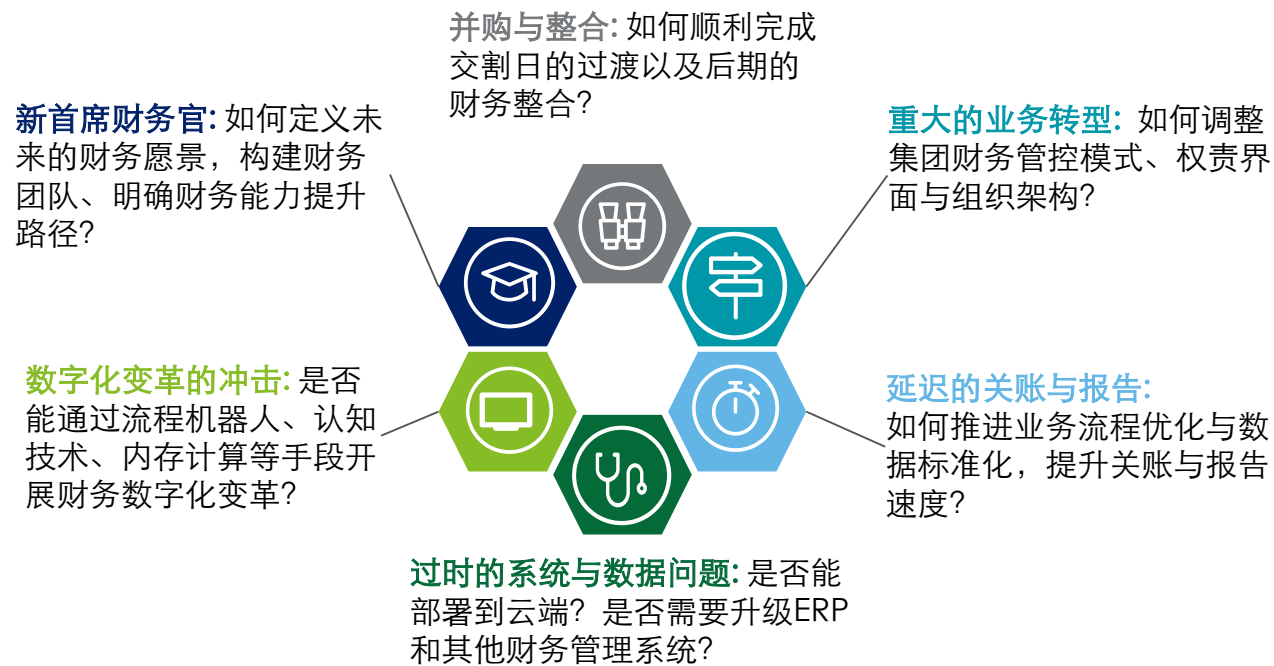 并购与整合: 如何顺利完成
交割日的过渡以及后期的
财务整合?
新首席财务官: 如何定义未
来的财务愿景，构建财务
团队、明确财务能力提升
路径?
重大的业务转型: 如何调整
集团财务管控模式、权责界
面与组织架构?
数字化变革的冲击: 是否
能通过流程机器人、认知
技术、内存计算等手段开
展财务数字化变革?
延迟的关账与报告:
如何推进业务流程优化与数
据标准化，提升关账与报告
速度?
过时的系统与数据问题: 是否能
部署到云端? 是否需要升级ERP
和其他财务管理系统?